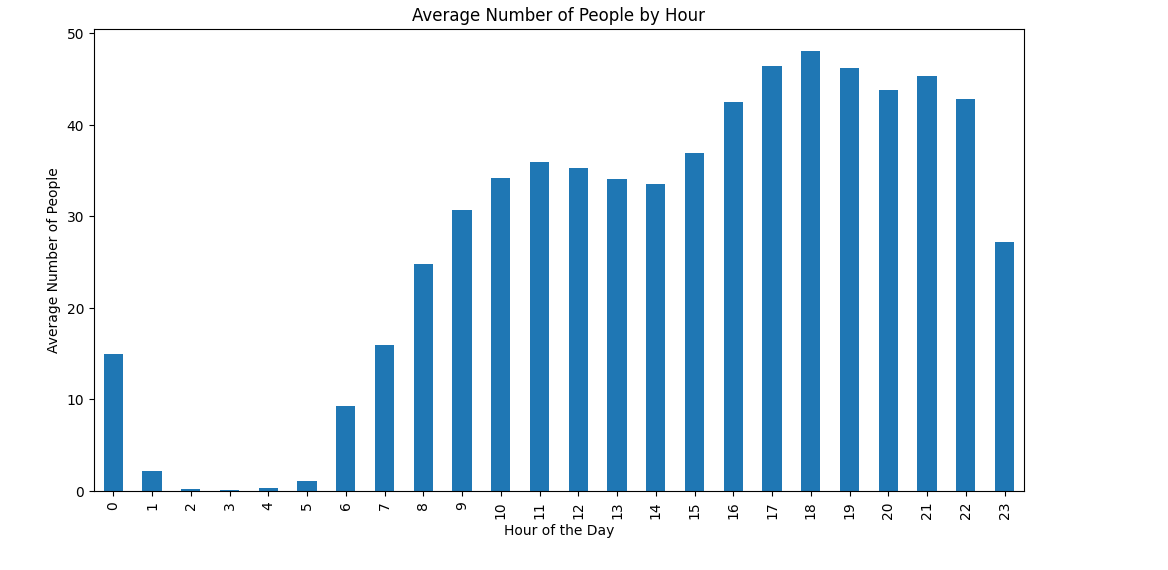 Average Number of People by Hour
Average Number of People
50
40
30
20
10
0
0 1 2 3 4 5 6 7 8 9 10 11 12 13 14 15 16 17 18 19 20 21 22 23
Hour of the Day